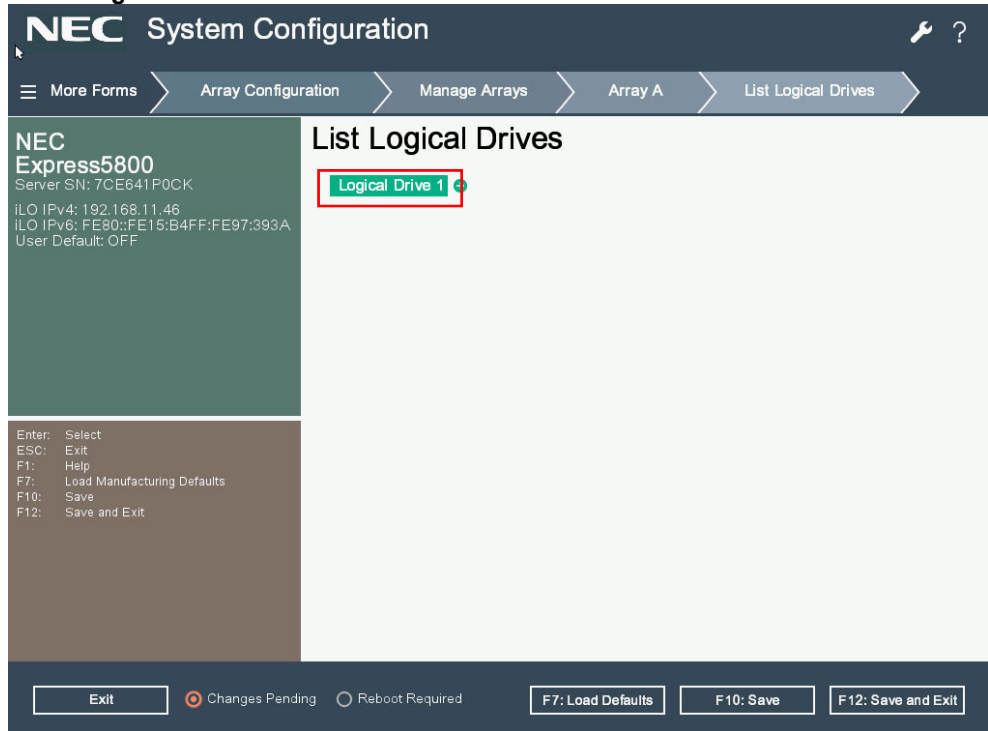 NEC System Configuration
?
More Forms
Array Configuration
Manage Arrays
Array A
List Logical Drives
NEC
Express5800
Server SN: 7CE641P0CK
iLO IPv4: 192.168.11.46
iLO IPv6: FE80::FE15:B4FF:FE97:393A
User Default: OFF
List Logical Drives
Logical Drive 1
Enter: Select
ESC: Exit
F1: Help
F7: Load Manufacturing Defaults
F10: Save
F12: Save and Exit
Exit
Changes Pending
Reboot Required
F7: Load Defaults
F10: Save
F12: Save and Exit